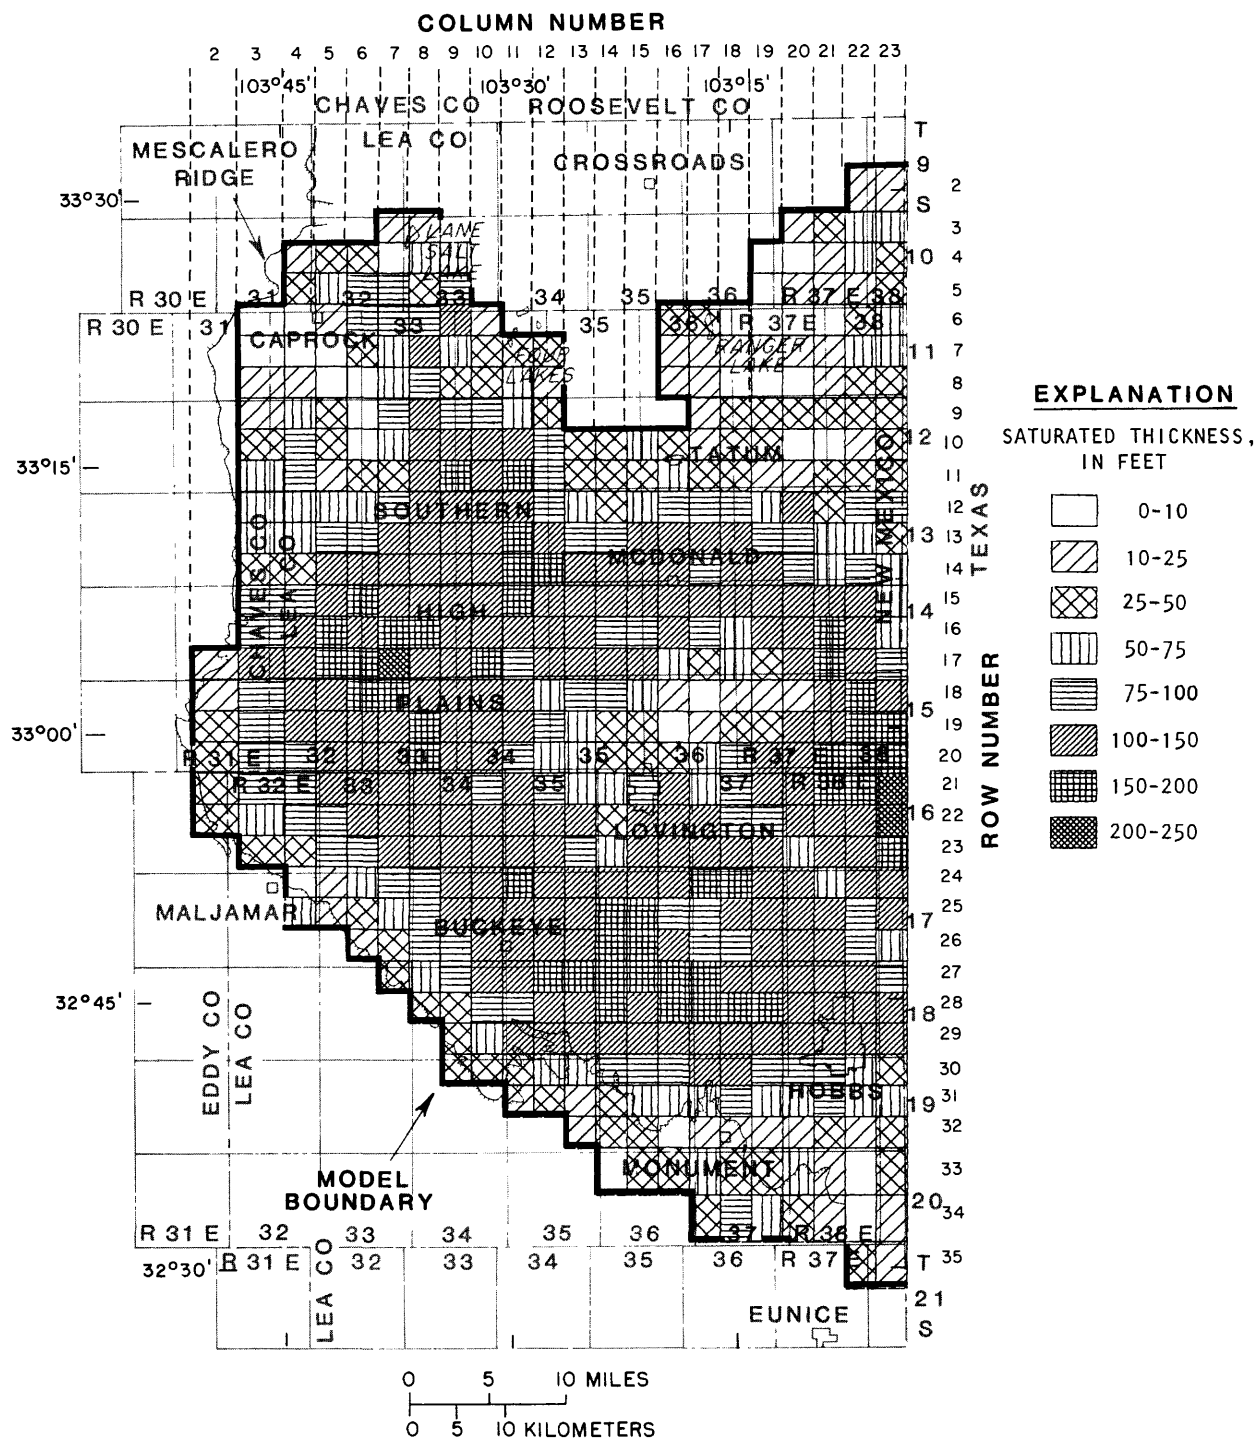 COLUMN NUMBER
2 3 4 5 6 7 8 9 10 11 12 13 14 15 16 17 18 19 20 21 22 23
103°45' 103°30' 103°15'
CHAVES CO ROOSEVELT CO
LEA CO
T
MESCALERO
RIDGE
CROSSROADS
9
2
33°30'
S
3
LANE
SALT
LAKE
10 4
5
R 30 E 31 32 33 34 35 36 R 37 E 38
6
R 30 E 31 33 35 36 R 37 E 38
CAPROCK
FOUR
LAKES
RANGER
LAKE
11 7
8
9
12 10
33°15'
TATUM
11
12
SOUTHERN
13 13
MCDONALD
14
15
HIGH
14
16
17
CHAVES CO
LEA CO
NEW MEXICO
TEXAS
ROW NUMBER
18
PLAINS
15
19
33°00'
20
R 31 E 32 33 34 35 36 R 37 E 38
21
R 32 E 33 34 35 37 R 38 E
16 22
LOVINGTON
23
24
MALJAMAR
25
17
BUCKEYE
26
27
32°45'
28
18
29
30
EDDY CO
LEA CO
HOBBS
31
19
32
MONUMENT
33
MODEL
BOUNDARY
20
34
R 31 E 32 33 34 35 36 37 R 38 E
35
32°30' R 31 E 32 33 34 35 36 R 37 E
T
21
LEA CO
EUNICE
S
0 5 10 MILES
0 5 10 KILOMETERS
EXPLANATION
SATURATED THICKNESS,
IN FEET
0-10
10-25
25-50
50-75
75-100
100-150
150-200
200-250